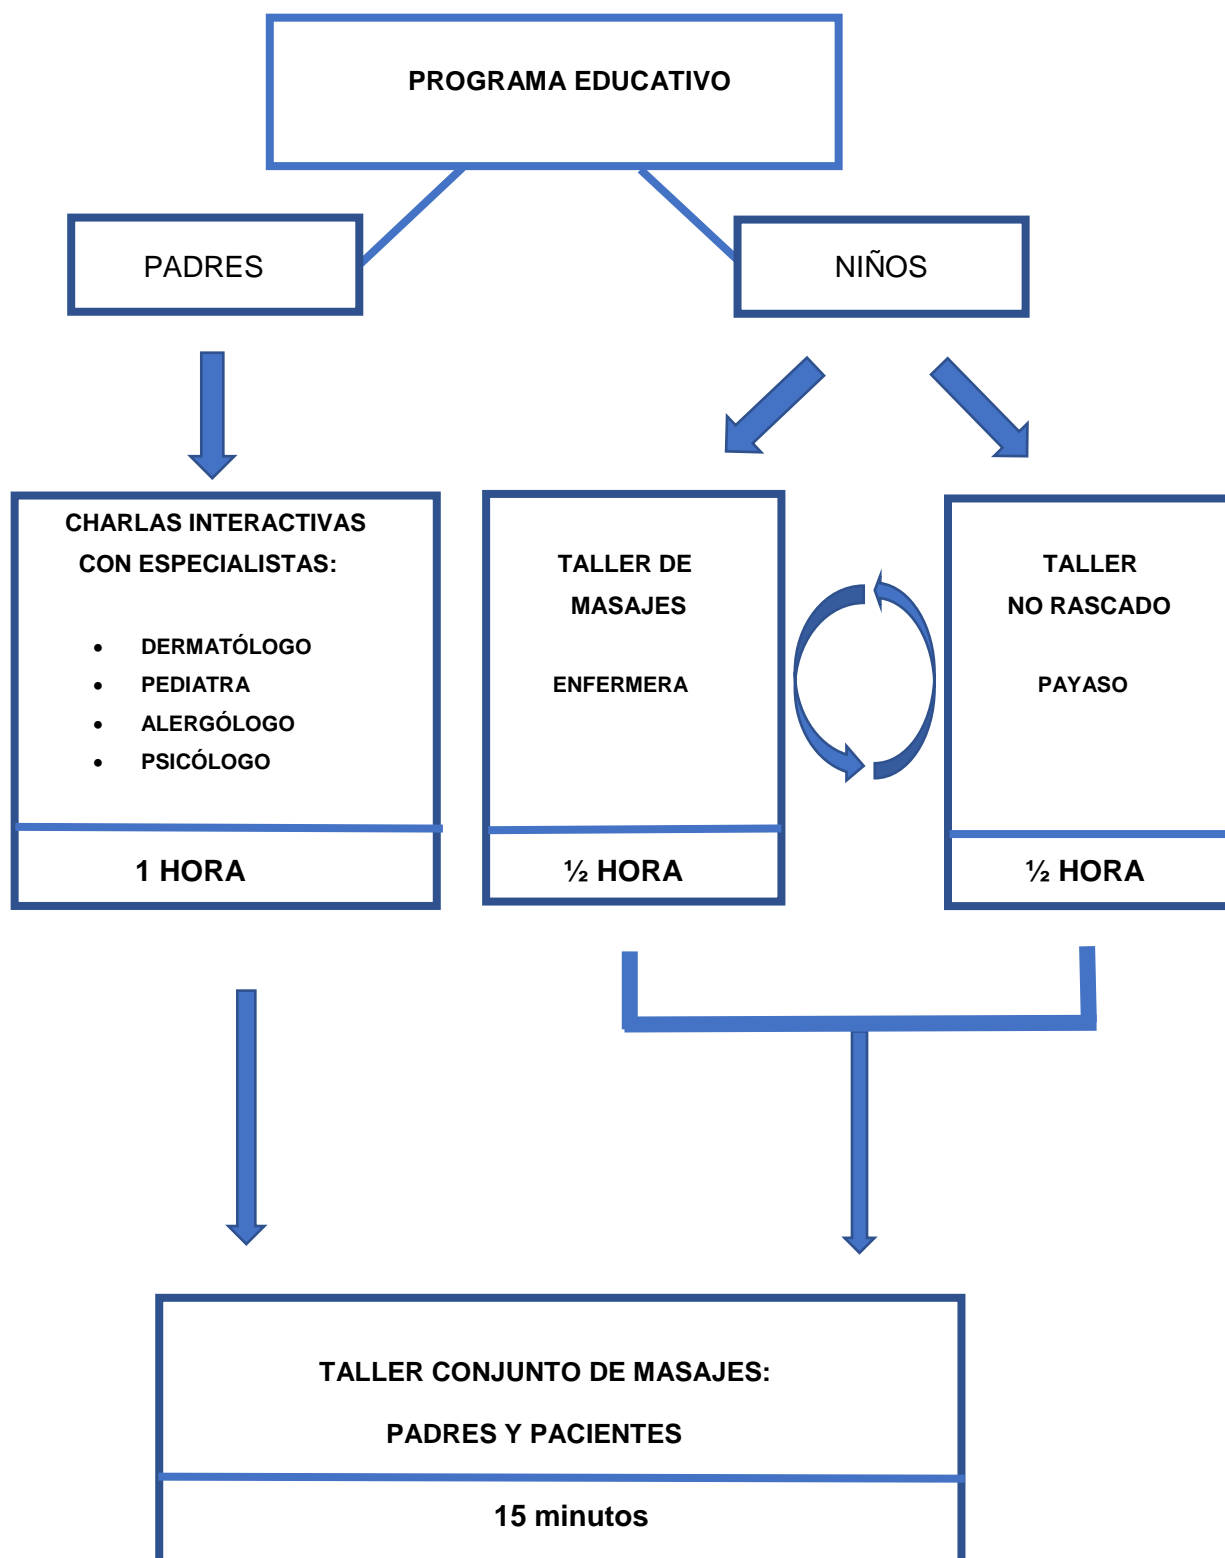 PROGRAMA EDUCATIVO
PADRES
NIÑOS
CHARLAS INTERACTIVAS
CON ESPECIALISTAS:
• DERMATÓLOGO
• PEDIATRA
• ALERGÓLOGO
• PSICÓLOGO
1 HORA
TALLER DE
MASAJES
ENFERMERA
½ HORA
TALLER
NO RASCADO
PAYASO
½ HORA
TALLER CONJUNTO DE MASAJES:
PADRES Y PACIENTES
15 minutos